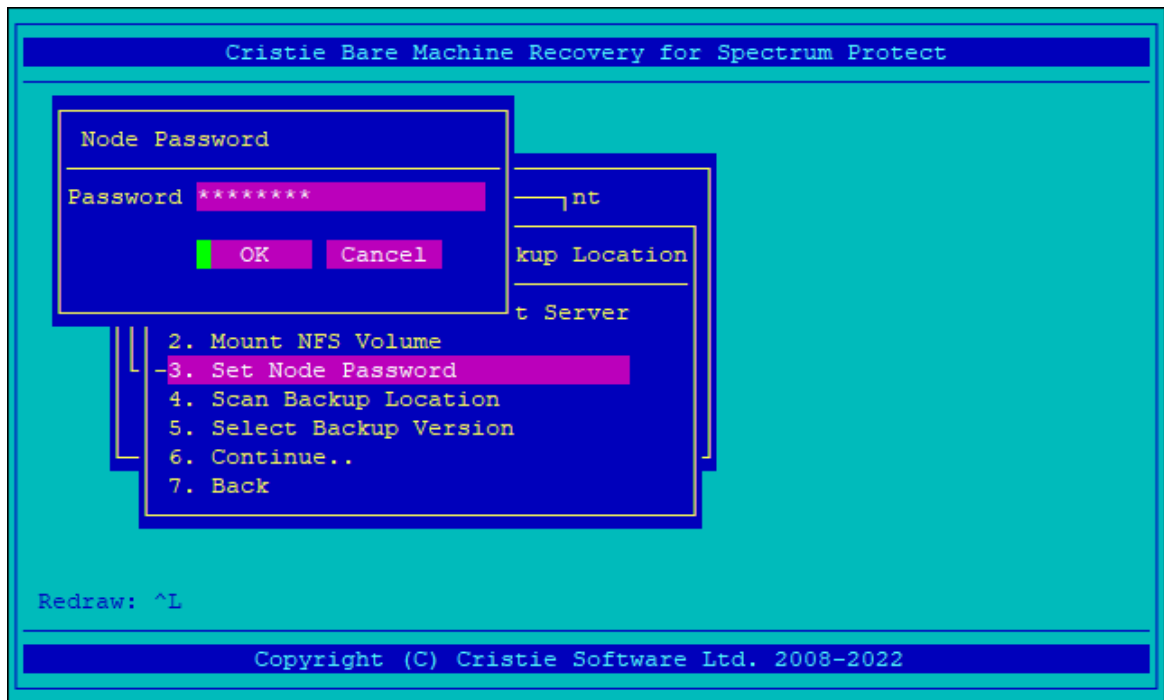 Cristie Bare Machine Recovery for Spectrum Protect
Node Password
Password ********
nt
OK Cancel
kup Location
t Server
2. Mount NFS Volume
3. Set Node Password
4. Scan Backup Location
5. Select Backup Version
6. Continue..
7. Back
Redraw: ^L
Copyright (C) Cristie Software Ltd. 2008-2022